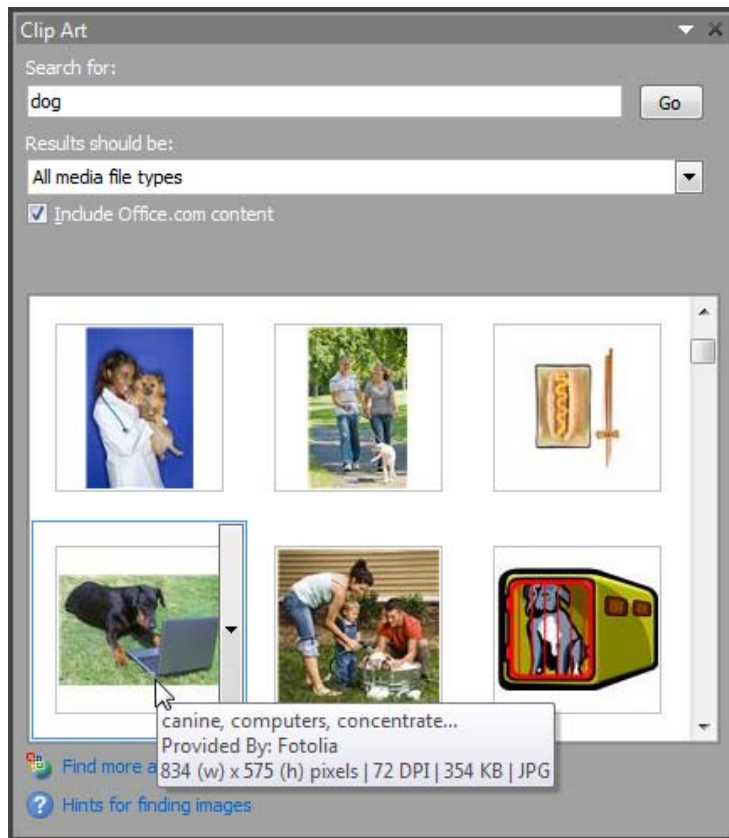 Clip Art
Search for:
dog
Go
Results should be:
All media file types
Include Office.com content
canine, computers, concentrate...
Provided By: Fotolia
834 (w) x 575 (h) pixels | 72 DPI | 354 KB | JPG
Find more a
Hints for finding images